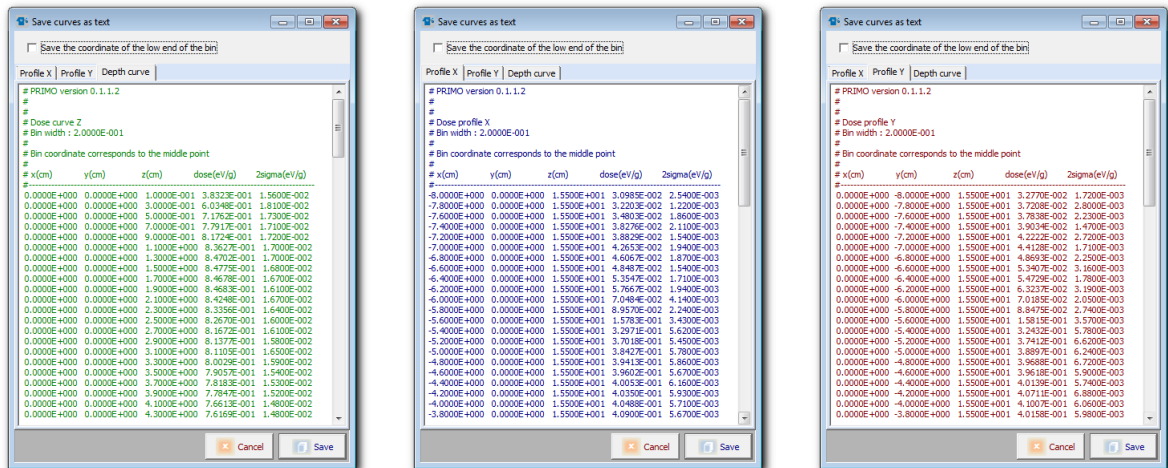 Save curves as text
Save the coordinate of the low end of the bin
Profile X Profile Y Depth curve
# PRIMO version 0.1.1.2
#
#
# Dose curve Z
# Bin width : 2.0000E-001
#
# Bin coordinate corresponds to the middle point
#
# x(cm) y(cm) z(cm) dose(eV/g) 2sigma(eV/g)
#------------------------------------------------------------
0.0000E+000 0.0000E+000 1.0000E-001 3.8323E-001 1.5600E-002
0.0000E+000 0.0000E+000 3.0000E-001 6.0348E-001 1.8100E-002
0.0000E+000 0.0000E+000 5.0000E-001 7.1762E-001 1.7300E-002
0.0000E+000 0.0000E+000 7.0000E-001 7.7917E-001 1.7100E-002
0.0000E+000 0.0000E+000 9.0000E-001 8.1724E-001 1.7200E-002
0.0000E+000 0.0000E+000 1.1000E+000 8.3627E-001 1.7000E-002
0.0000E+000 0.0000E+000 1.3000E+000 8.4702E-001 1.7000E-002
0.0000E+000 0.0000E+000 1.5000E+000 8.4775E-001 1.6800E-002
0.0000E+000 0.0000E+000 1.7000E+000 8.4678E-001 1.6700E-002
0.0000E+000 0.0000E+000 1.9000E+000 8.4683E-001 1.6100E-002
0.0000E+000 0.0000E+000 2.1000E+000 8.4248E-001 1.6700E-002
0.0000E+000 0.0000E+000 2.3000E+000 8.3356E-001 1.6400E-002
0.0000E+000 0.0000E+000 2.5000E+000 8.2670E-001 1.6000E-002
0.0000E+000 0.0000E+000 2.7000E+000 8.1672E-001 1.6100E-002
0.0000E+000 0.0000E+000 2.9000E+000 8.1377E-001 1.5800E-002
0.0000E+000 0.0000E+000 3.1000E+000 8.1105E-001 1.6500E-002
0.0000E+000 0.0000E+000 3.3000E+000 8.0029E-001 1.5900E-002
0.0000E+000 0.0000E+000 3.5000E+000 7.9057E-001 1.5400E-002
0.0000E+000 0.0000E+000 3.7000E+000 7.8183E-001 1.5300E-002
0.0000E+000 0.0000E+000 3.9000E+000 7.7847E-001 1.5200E-002
0.0000E+000 0.0000E+000 4.1000E+000 7.6613E-001 1.4800E-002
0.0000E+000 0.0000E+000 4.3000E+000 7.6169E-001 1.4800E-002
Cancel Save
Save curves as text
Save the coordinate of the low end of the bin
Profile X Profile Y Depth curve
# PRIMO version 0.1.1.2
#
#
# Dose profile X
# Bin width : 2.0000E-001
#
# Bin coordinate corresponds to the middle point
#
# x(cm) y(cm) z(cm) dose(eV/g) 2sigma(eV/g)
#------------------------------------------------------------
-8.0000E+000 0.0000E+000 1.5500E+001 3.0985E-002 2.5400E-003
-7.8000E+000 0.0000E+000 1.5500E+001 3.2203E-002 1.2200E-003
-7.6000E+000 0.0000E+000 1.5500E+001 3.4803E-002 1.8600E-003
-7.4000E+000 0.0000E+000 1.5500E+001 3.8276E-002 2.1100E-003
-7.2000E+000 0.0000E+000 1.5500E+001 3.8829E-002 1.5400E-003
-7.0000E+000 0.0000E+000 1.5500E+001 4.2653E-002 1.9400E-003
-6.8000E+000 0.0000E+000 1.5500E+001 4.6067E-002 1.8700E-003
-6.6000E+000 0.0000E+000 1.5500E+001 4.8487E-002 1.5400E-003
-6.4000E+000 0.0000E+000 1.5500E+001 5.3547E-002 1.7100E-003
-6.2000E+000 0.0000E+000 1.5500E+001 5.7667E-002 1.9400E-003
-6.0000E+000 0.0000E+000 1.5500E+001 7.0484E-002 4.1400E-003
-5.8000E+000 0.0000E+000 1.5500E+001 8.9570E-002 2.2400E-003
-5.6000E+000 0.0000E+000 1.5500E+001 1.5783E-001 3.4300E-003
-5.4000E+000 0.0000E+000 1.5500E+001 3.2971E-001 5.6200E-003
-5.2000E+000 0.0000E+000 1.5500E+001 3.7018E-001 5.4500E-003
-5.0000E+000 0.0000E+000 1.5500E+001 3.8427E-001 5.7800E-003
-4.8000E+000 0.0000E+000 1.5500E+001 3.9413E-001 5.8600E-003
-4.6000E+000 0.0000E+000 1.5500E+001 3.9602E-001 5.6700E-003
-4.4000E+000 0.0000E+000 1.5500E+001 4.0053E-001 6.1600E-003
-4.2000E+000 0.0000E+000 1.5500E+001 4.0350E-001 5.9300E-003
-4.0000E+000 0.0000E+000 1.5500E+001 4.0488E-001 5.7100E-003
-3.8000E+000 0.0000E+000 1.5500E+001 4.0900E-001 5.6700E-003
Cancel Save
Save curves as text
Save the coordinate of the low end of the bin
Profile X Profile Y Depth curve
# PRIMO version 0.1.1.2
#
#
# Dose profile Y
# Bin width : 2.0000E-001
#
# Bin coordinate corresponds to the middle point
#
# x(cm) y(cm) z(cm) dose(eV/g) 2sigma(eV/g)
#------------------------------------------------------------
0.0000E+000 -8.0000E+000 1.5500E+001 3.2770E-002 1.7200E-003
0.0000E+000 -7.8000E+000 1.5500E+001 3.7208E-002 2.8000E-003
0.0000E+000 -7.6000E+000 1.5500E+001 3.7838E-002 2.2300E-003
0.0000E+000 -7.4000E+000 1.5500E+001 3.9034E-002 1.4700E-003
0.0000E+000 -7.2000E+000 1.5500E+001 4.2222E-002 2.7200E-003
0.0000E+000 -7.0000E+000 1.5500E+001 4.4128E-002 1.7100E-003
0.0000E+000 -6.8000E+000 1.5500E+001 4.8693E-002 2.2500E-003
0.0000E+000 -6.6000E+000 1.5500E+001 5.3407E-002 3.1600E-003
0.0000E+000 -6.4000E+000 1.5500E+001 5.4729E-002 1.7800E-003
0.0000E+000 -6.2000E+000 1.5500E+001 6.3237E-002 3.1900E-003
0.0000E+000 -6.0000E+000 1.5500E+001 7.0185E-002 2.0500E-003
0.0000E+000 -5.8000E+000 1.5500E+001 8.8475E-002 2.7400E-003
0.0000E+000 -5.6000E+000 1.5500E+001 1.5815E-001 3.5700E-003
0.0000E+000 -5.4000E+000 1.5500E+001 3.2432E-001 5.7800E-003
0.0000E+000 -5.2000E+000 1.5500E+001 3.7412E-001 6.6200E-003
0.0000E+000 -5.0000E+000 1.5500E+001 3.8897E-001 6.2400E-003
0.0000E+000 -4.8000E+000 1.5500E+001 3.9688E-001 6.7200E-003
0.0000E+000 -4.6000E+000 1.5500E+001 3.9618E-001 5.9000E-003
0.0000E+000 -4.4000E+000 1.5500E+001 4.0139E-001 5.7400E-003
0.0000E+000 -4.2000E+000 1.5500E+001 4.0711E-001 6.8800E-003
0.0000E+000 -4.0000E+000 1.5500E+001 4.1007E-001 6.0600E-003
0.0000E+000 -3.8000E+000 1.5500E+001 4.0158E-001 5.9800E-003
Cancel Save